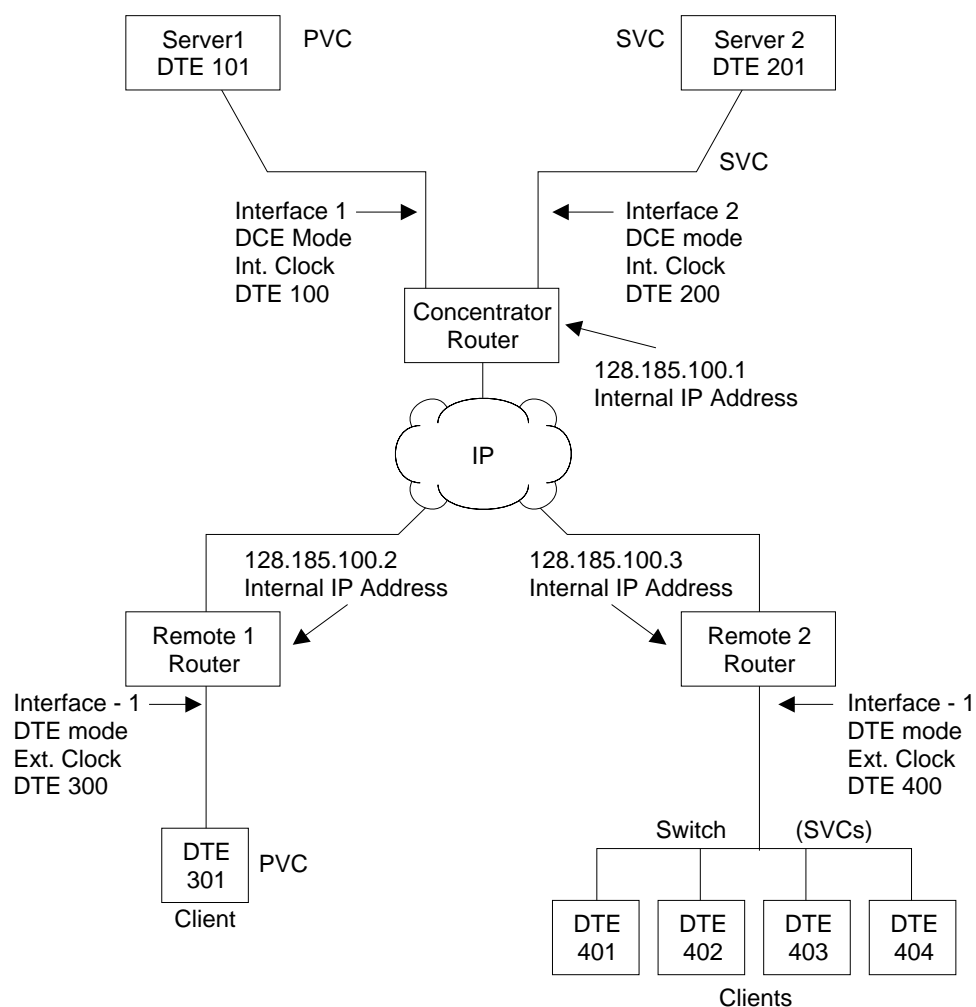 Server1
DTE 101
PVC
SVC
Server 2
DTE 201
SVC
Interface 1
DCE Mode
Int. Clock
DTE 100
Interface 2
DCE mode
Int. Clock
DTE 200
Concentrator
Router
128.185.100.1
Internal IP Address
IP
128.185.100.2
Internal IP Address
128.185.100.3
Internal IP Address
Remote 1
Router
Remote 2
Router
Interface - 1
DTE mode
Ext. Clock
DTE 300
Interface - 1
DTE mode
Ext. Clock
DTE 400
DTE
301
PVC
Client
Switch
(SVCs)
DTE
401
DTE
402
DTE
403
DTE
404
Clients